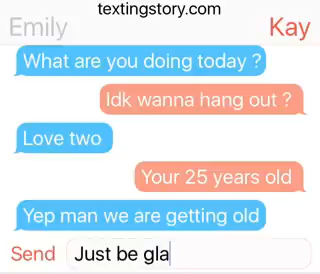 textingstory.com
Emily Kay
What are you doing today ?
Idk wanna hang out ?
Love two
Your 25 years old
Yep man we are getting old
Send Just be gla